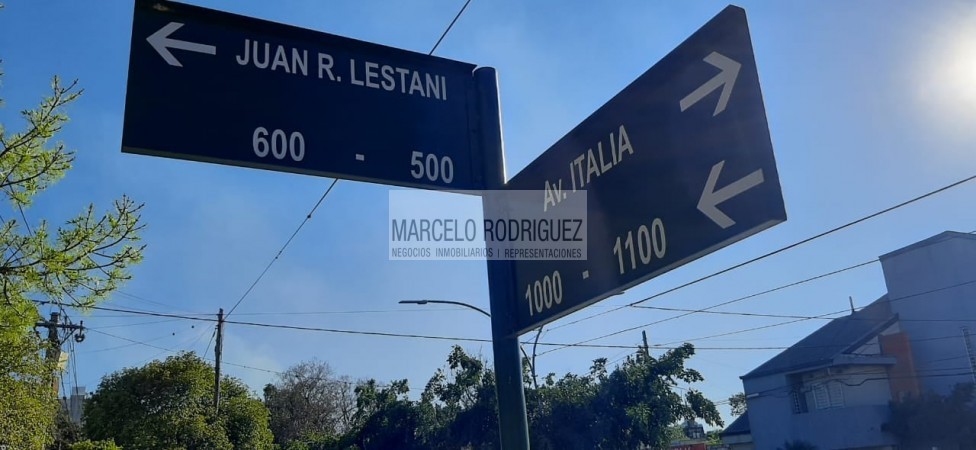 JUAN R. LESTANI
600 - 500
Av. ITALIA
1000 - 1100
MARCELO RODRIGUEZ
NEGOCIOS INMOBILIARIOS | REPRESENTACIONES